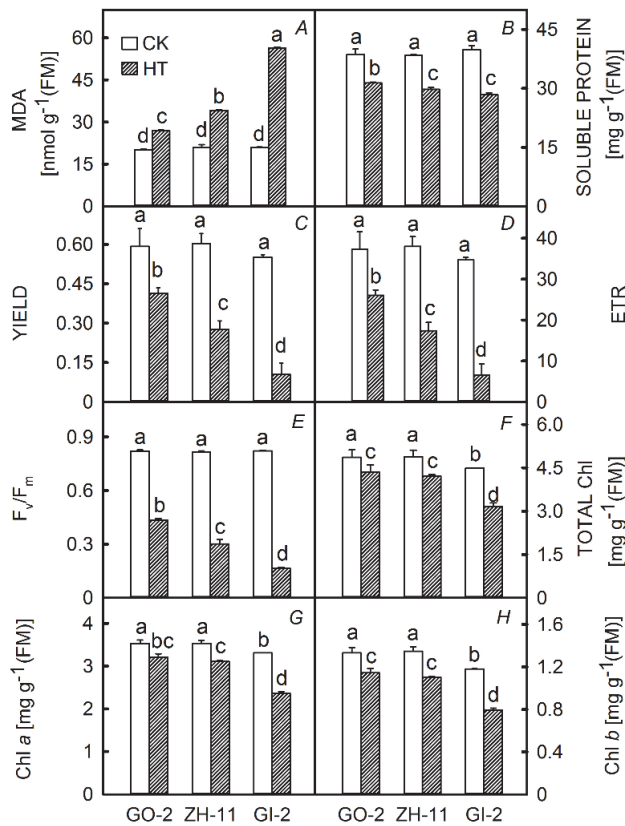 A
CK
HT
60
45
30
15
0
MDA
[nmol g⁻¹(FM)]
d c d b d a
B
45
30
15
0
SOLUBLE PROTEIN
[mg g⁻¹(FM)]
a b a c a c
C
0.60
0.45
0.30
0.15
0
YIELD
a b a c a d
D
40
30
20
10
0
ETR
a b a c a d
E
0.9
0.6
0.3
0
Fv/Fm
a b a c a d
F
6.0
4.5
3.0
1.5
0
TOTAL Chl
[mg g⁻¹(FM)]
a c a c b d
G
4
3
2
1
0
Chl a [mg g⁻¹(FM)]
a bc a c b d
H
1.6
1.2
0.8
0.4
0
Chl b [mg g⁻¹(FM)]
a c a c b d
GO-2 ZH-11 GI-2
GO-2 ZH-11 GI-2